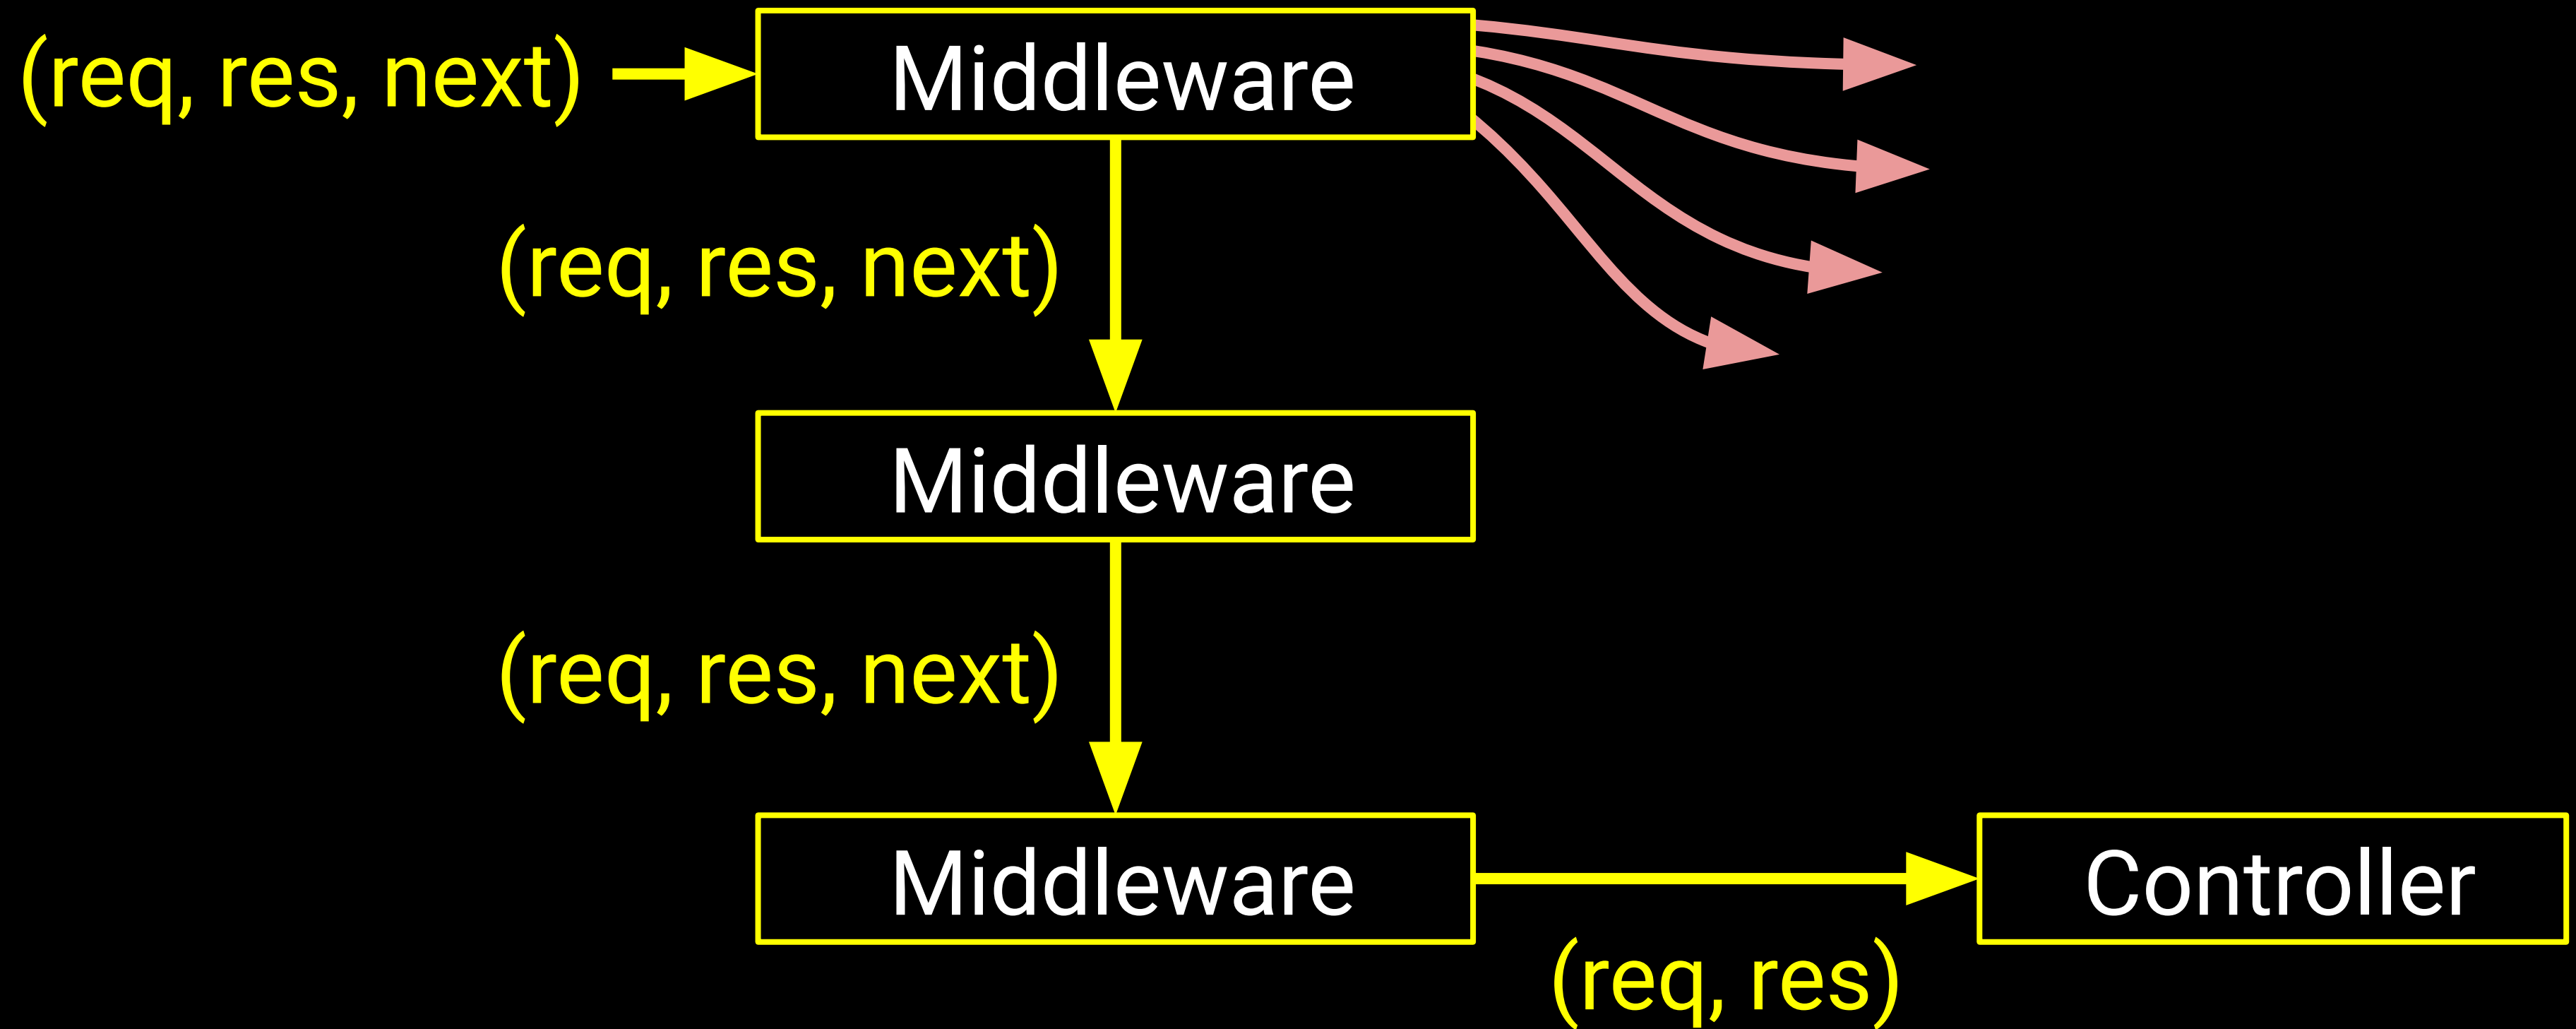 (req, res, next)
Middleware
(req, res, next)
Middleware
(req, res, next)
Middleware
Controller
(req, res)